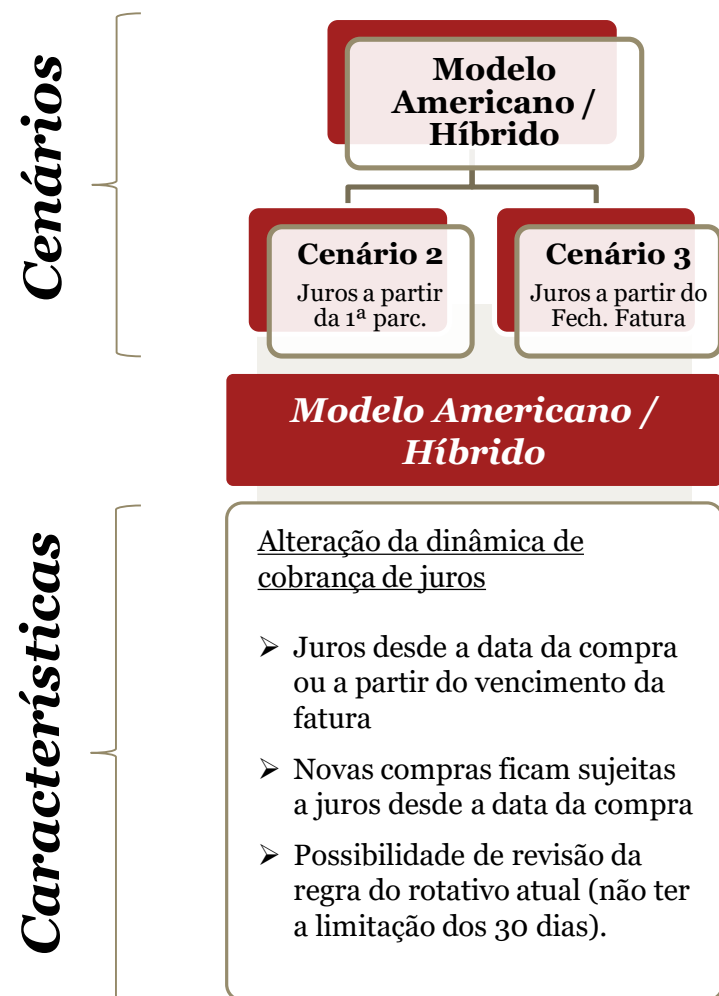 Cenários
Modelo
Americano /
Híbrido
Cenário 2
Juros a partir
da 1ª parc.
Cenário 3
Juros a partir do
Fech. Fatura
Modelo Americano /
Híbrido
Características
Alteração da dinâmica de
cobrança de juros
➢ Juros desde a data da compra
ou a partir do vencimento da
fatura
➢ Novas compras ficam sujeitas
a juros desde a data da compra
➢ Possibilidade de revisão da
regra do rotativo atual (não ter
a limitação dos 30 dias).